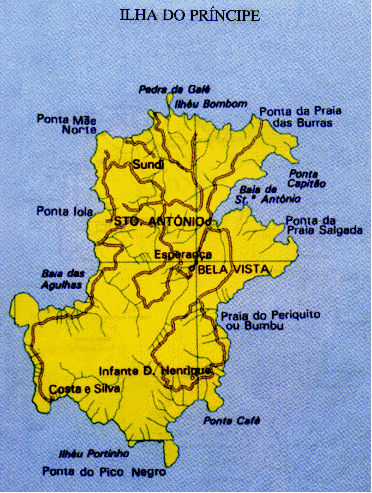 ILHA DO PRÍNCIPE
Pedra da Galé
Ilhéu Bombom
Ponta da Praia
das Burras
Ponta Mãe
Norte
Sundi
Ponta
Capitão
Baía de
St.º António
Ponta Iola
STO. ANTÓNIO
Ponta da
Praia Salgada
Esperança
BELA VISTA
Baía das
Agulhas
Praia do Periquito
ou Bumbu
Infante D. Henrique
Costa e Silva
Ponta Café
Ilhéu Portinho
Ponta do Pico Negro